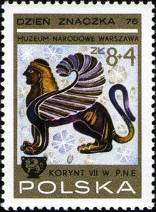 DZIEŃ ZNACZKA 76
MUZEUM NARODOWE WARSZAWA
ZŁ 8+4
KORYNT VII W. P.N.E
POLSKA